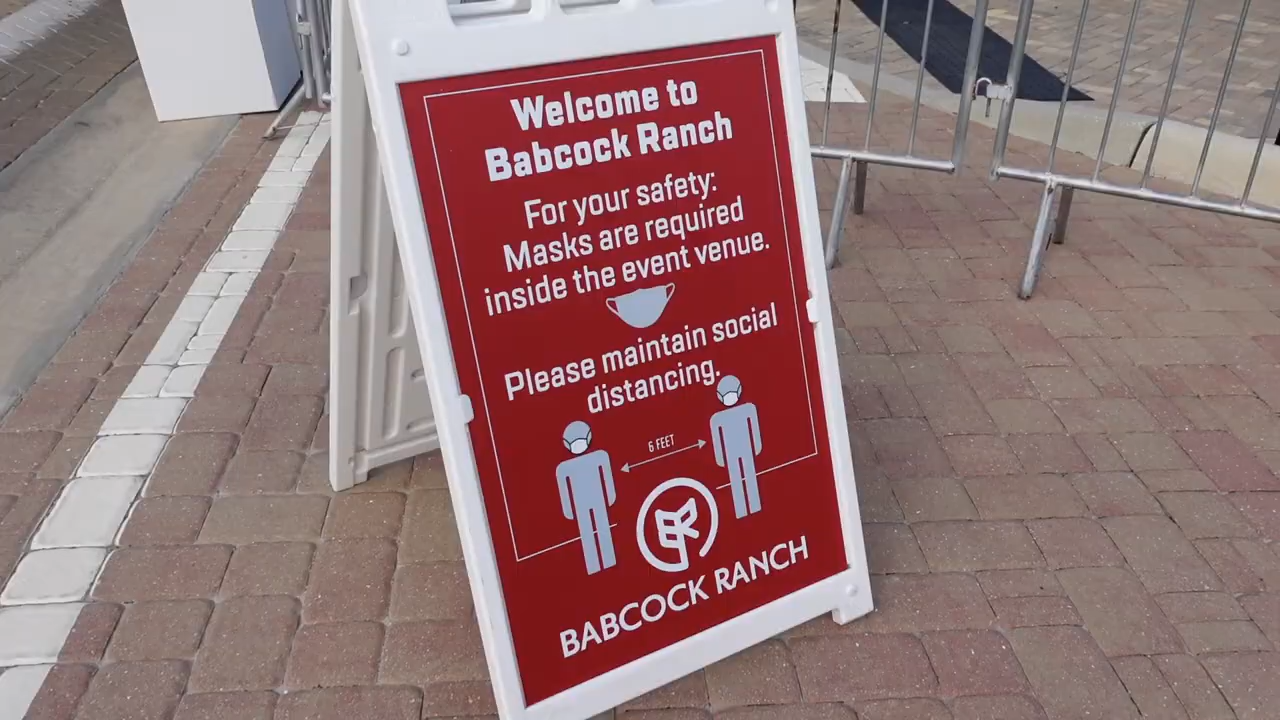 Welcome to
Babcock Ranch
For your safety:
Masks are required
inside the event venue.
Please maintain social
distancing.
6 FEET
BABCOCK RANCH